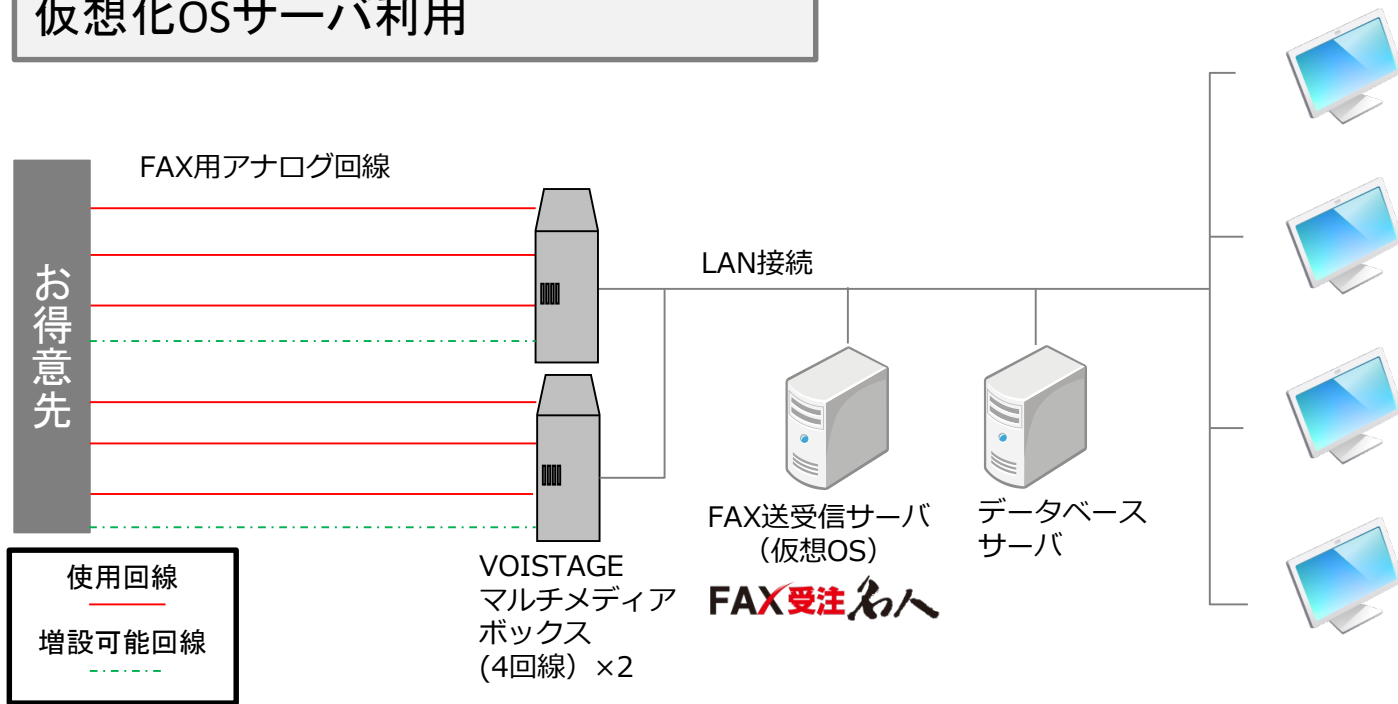 仮想化OSサーバ利用
FAX用アナログ回線
お得意先
LAN接続
FAX送受信サーバ
（仮想OS）
FAX受注名人
データベース
サーバ
VOISTAGE
マルチメディア
ボックス
(4回線）×2
使用回線
増設可能回線